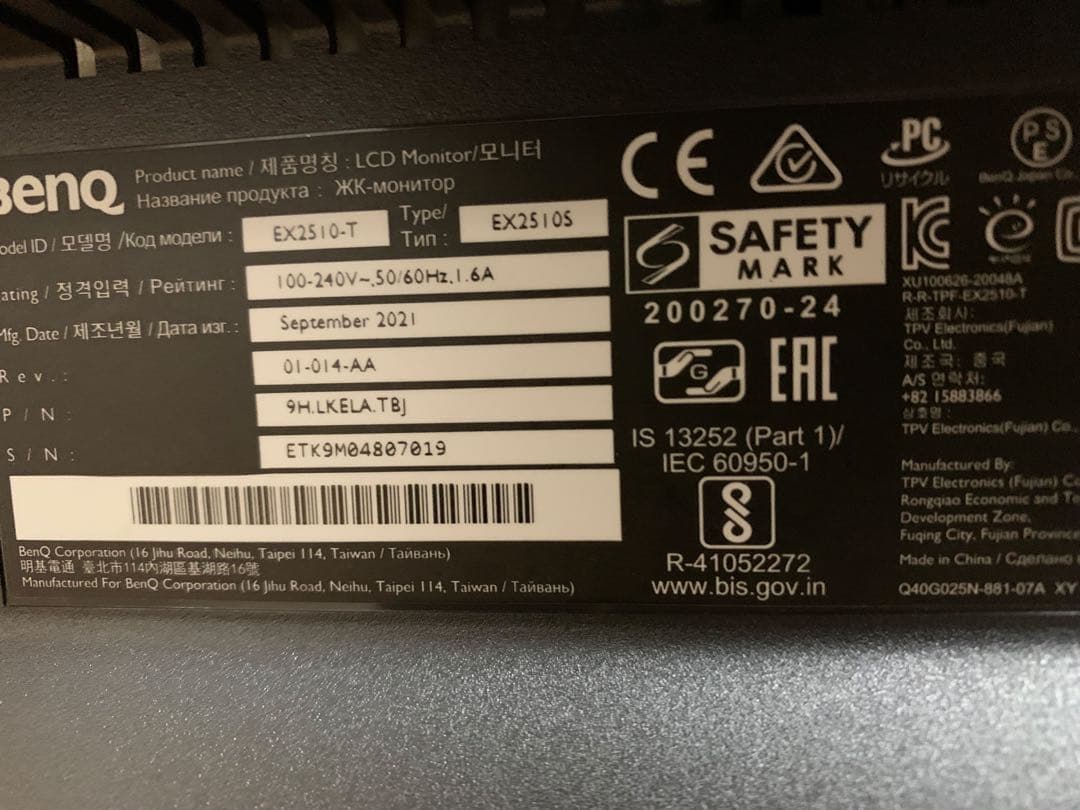 BenQ
Product name / 제품명칭 : LCD Monitor/모니터
Название продукта : ЖК-монитор
odel ID / 모델명 /Код модели : EX2510-T Type/ Тип : EX2510S
ating / 정격입력 / Рейтинг : 100-240V~,50/60Hz,1.6A
Mfg. Date / 제조년월 / Дата изг. : September 2021
Rev. : 01-014-AA
P/N : 9H.LKELA.TBJ
S/N : ETK9M04807019
BenQ Corporation (16 Jihu Road, Neihu, Taipei 114, Taiwan / Тайвань)
明基電通 臺北市114內湖區基湖路16號
Manufactured For BenQ Corporation (16 Jihu Road, Neihu, Taipei 114, Taiwan / Тайвань)
CE
SAFETY
MARK
200270-24
G
EAC
IS 13252 (Part 1)/
IEC 60950-1
R-41052272
www.bis.gov.in
PC
リサイクル
PS
E
BenQ Japan Co.
XU100626-20048A
R-R-TPF-EX2510-T
제조회사:
TPV Electronics(Fujian)
Co., Ltd.
제조국: 중국
A/S 연락처:
+82 15883866
상호명 :
TPV Electronics(Fujian) Co.,
Manufactured By:
TPV Electronics (Fujian) Co
Rongqiao Economic and Te
Development Zone,
Fuqing City, Fujian Province
Made in China / Сделано
Q40G025N-881-07A XY